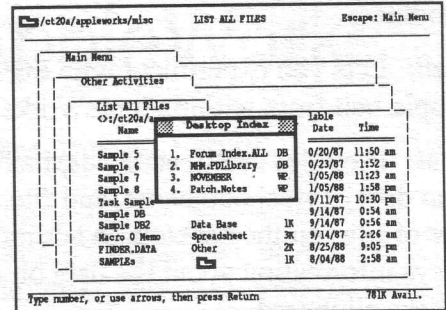 /ct20a/appleworks/misc LIST ALL FILES Escape: Main Menu
Main Menu
Other Activities
List All Files
<>:/ct20a/a lable
Name Date Time
Desktop Index
1. Forum Index.ALL DB
2. MHM.PDLibrary DB
3. NOVEMBER WP
4. Patch.Notes WP
Sample 5 0/20/87 11:50 am
Sample 6 0/23/87 1:52 am
Sample 7 1/05/88 11:23 am
Sample 8 1/05/88 1:58 pm
Task Sample 9/11/87 10:30 pm
Sample DB 9/14/87 0:54 am
Sample DB2 Data Base 1K 9/14/87 0:56 am
Macro 0 Memo Spreadsheet 3K 9/14/87 2:26 am
FINDER.DATA Other 2K 8/25/88 9:05 pm
SAMPLEs 1K 8/04/88 2:58 am
Type number, or use arrows, then press Return 781K Avail.